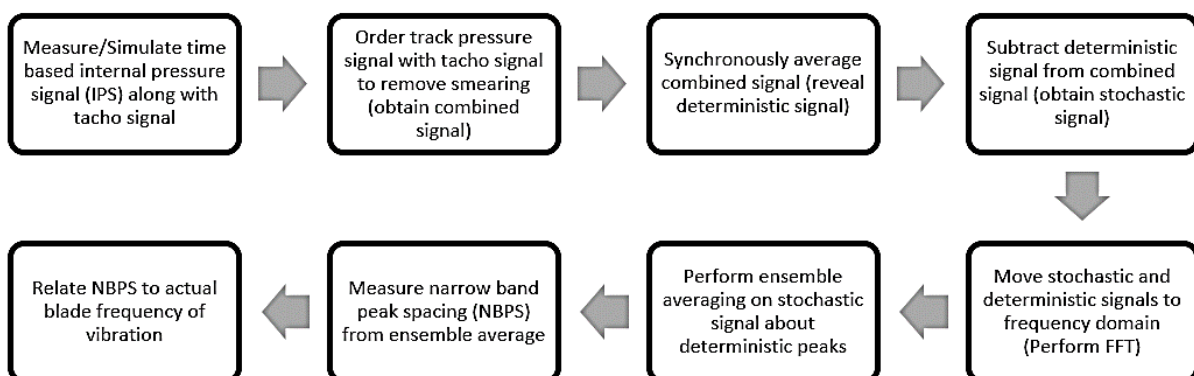 Measure/Simulate time
based internal pressure
signal (IPS) along with
tacho signal
Order track pressure
signal with tacho signal
to remove smearing
(obtain combined
signal)
Synchronously average
combined signal (reveal
deterministic signal)
Subtract deterministic
signal from combined
signal (obtain stochastic
signal)
Move stochastic and
deterministic signals to
frequency domain
(Perform FFT)
Perform ensemble
averaging on stochastic
signal about
deterministic peaks
Measure narrow band
peak spacing (NBPS)
from ensemble average
Relate NBPS to actual
blade frequency of
vibration